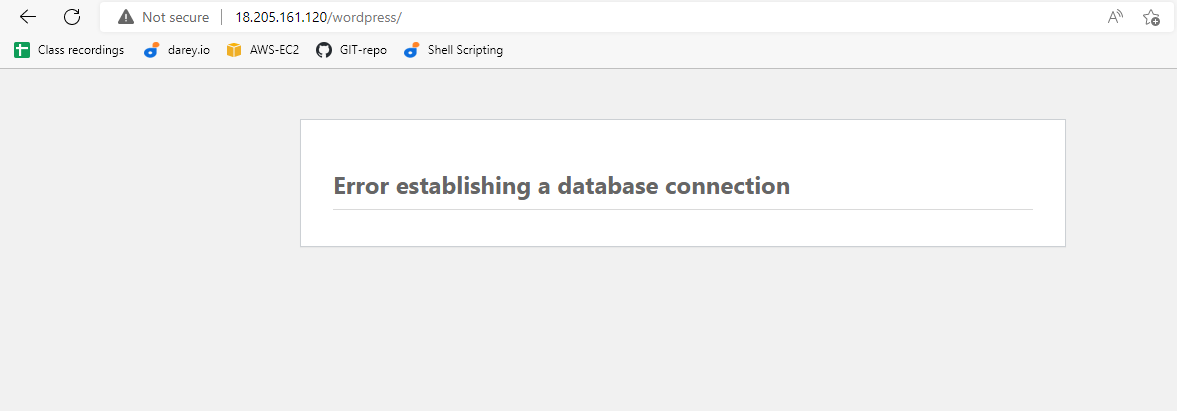 Not secure | 18.205.161.120/wordpress/
Class recordings darey.io AWS-EC2 GIT-repo Shell Scripting
Error establishing a database connection